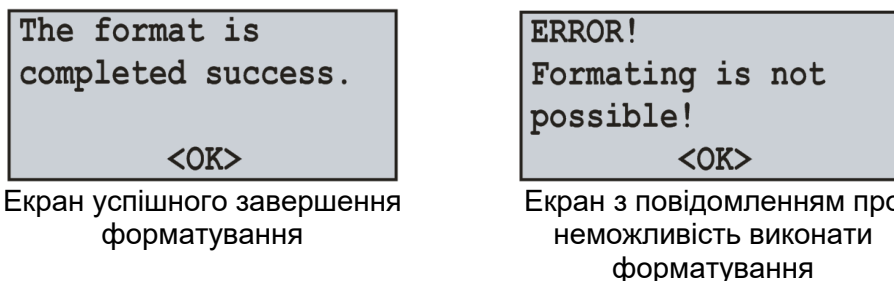 The format is
completed success.
<OK>
Екран успішного завершення
форматування
ERROR!
Formating is not
possible!
<OK>
Екран з повідомленням про
неможливість виконати
форматування